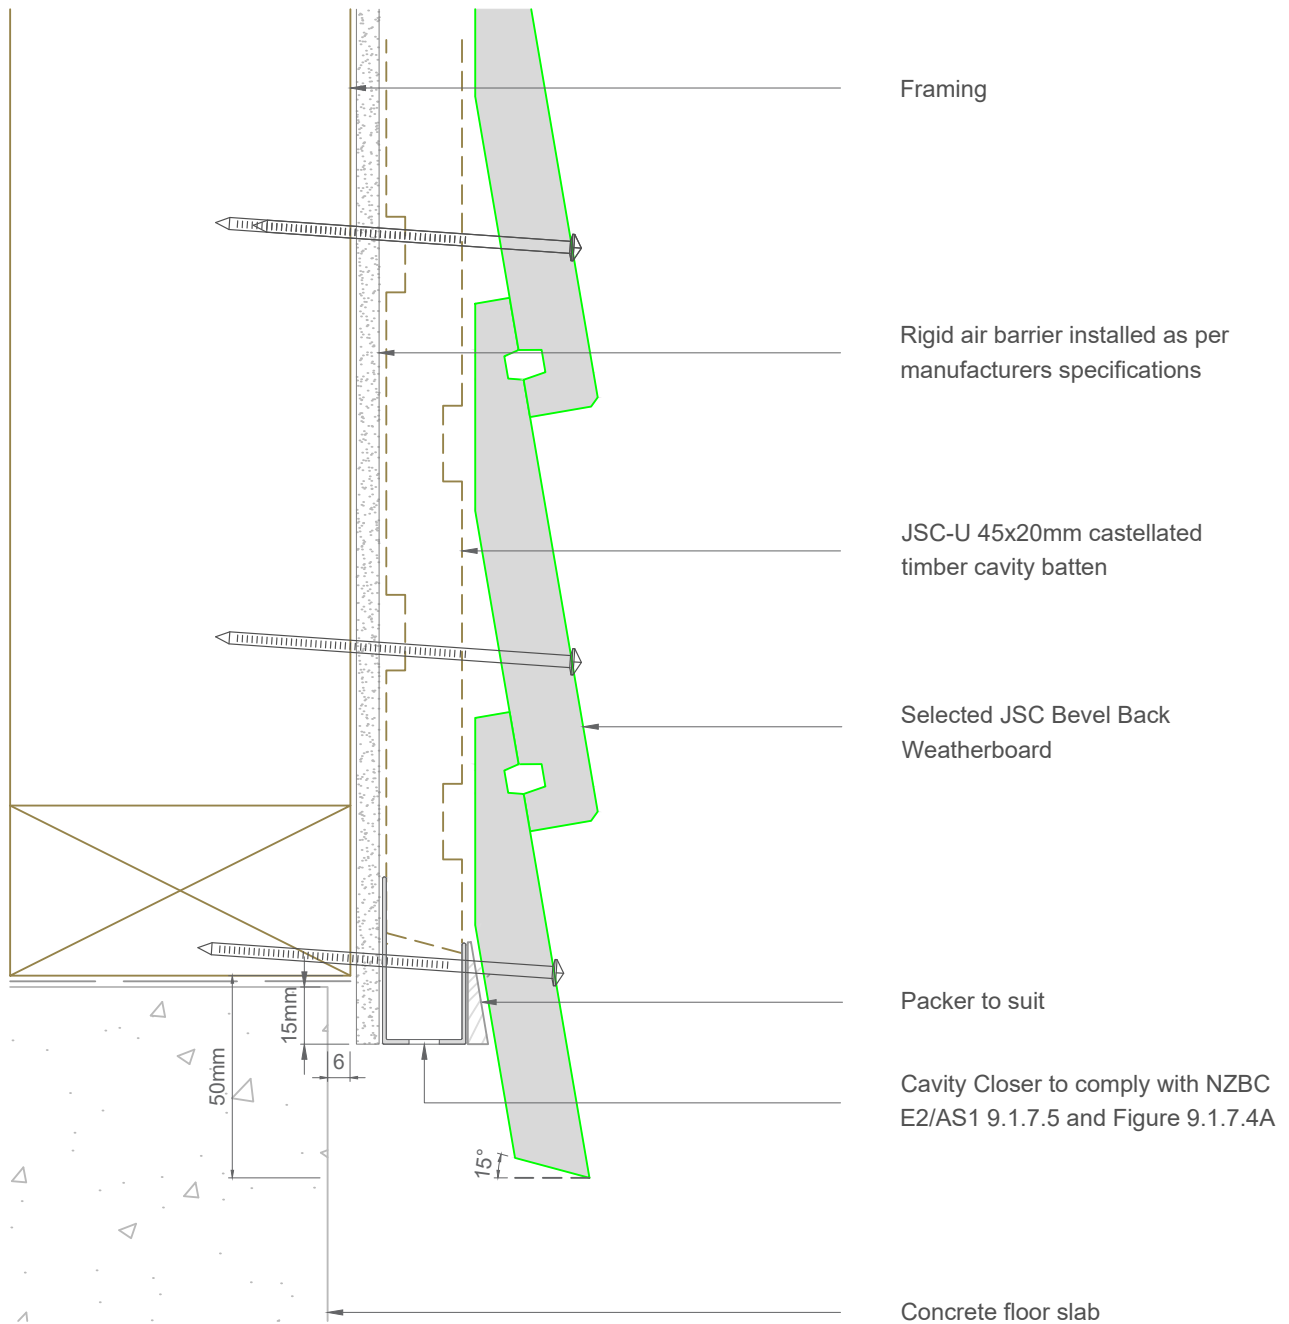 Framing
Rigid air barrier installed as per
manufacturers specifications
JSC-U 45x20mm castellated
timber cavity batten
Selected JSC Bevel Back
Weatherboard
Packer to suit
15mm
6
50mm
Cavity Closer to comply with NZBC
E2/AS1 9.1.7.5 and Figure 9.1.7.4A
15°
Concrete floor slab